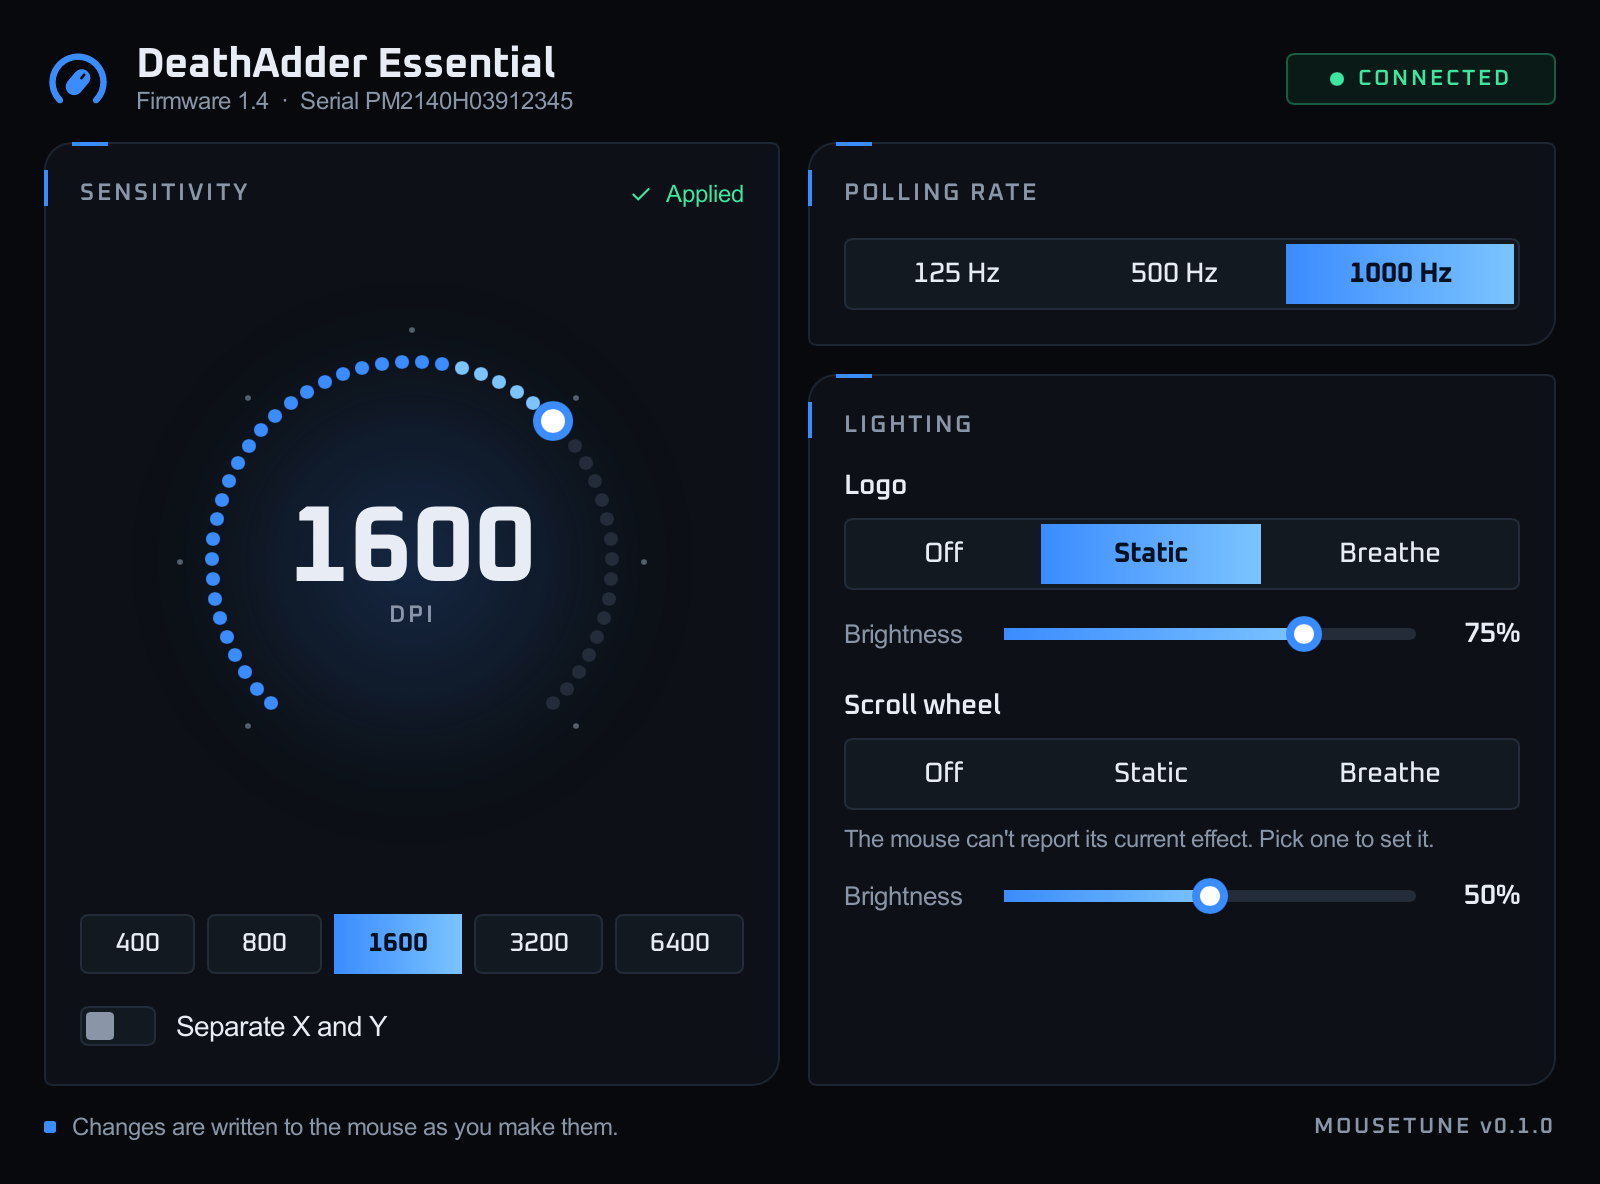 DeathAdder Essential
Firmware 1.4 · Serial PM2140H03912345
CONNECTED
SENSITIVITY
Applied
1600
DPI
400 800 1600 3200 6400
Separate X and Y
POLLING RATE
125 Hz 500 Hz 1000 Hz
LIGHTING
Logo
Off Static Breathe
Brightness 75%
Scroll wheel
Off Static Breathe
The mouse can't report its current effect. Pick one to set it.
Brightness 50%
Changes are written to the mouse as you make them.
MOUSETUNE v0.1.0